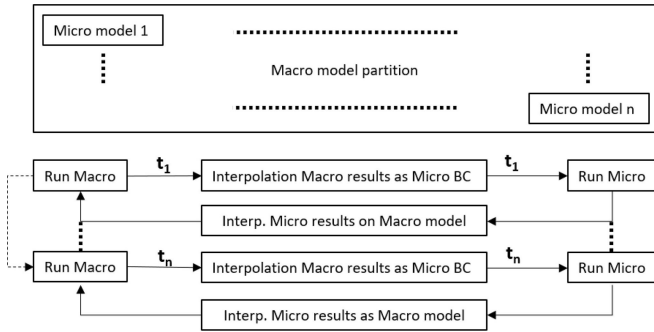 Micro model 1
Macro model partition
Micro model n
Run Macro
t1
Interpolation Macro results as Micro BC
t1
Run Micro
Interp. Micro results on Macro model
Run Macro
tn
Interpolation Macro results as Micro BC
tn
Run Micro
Interp. Micro results as Macro model